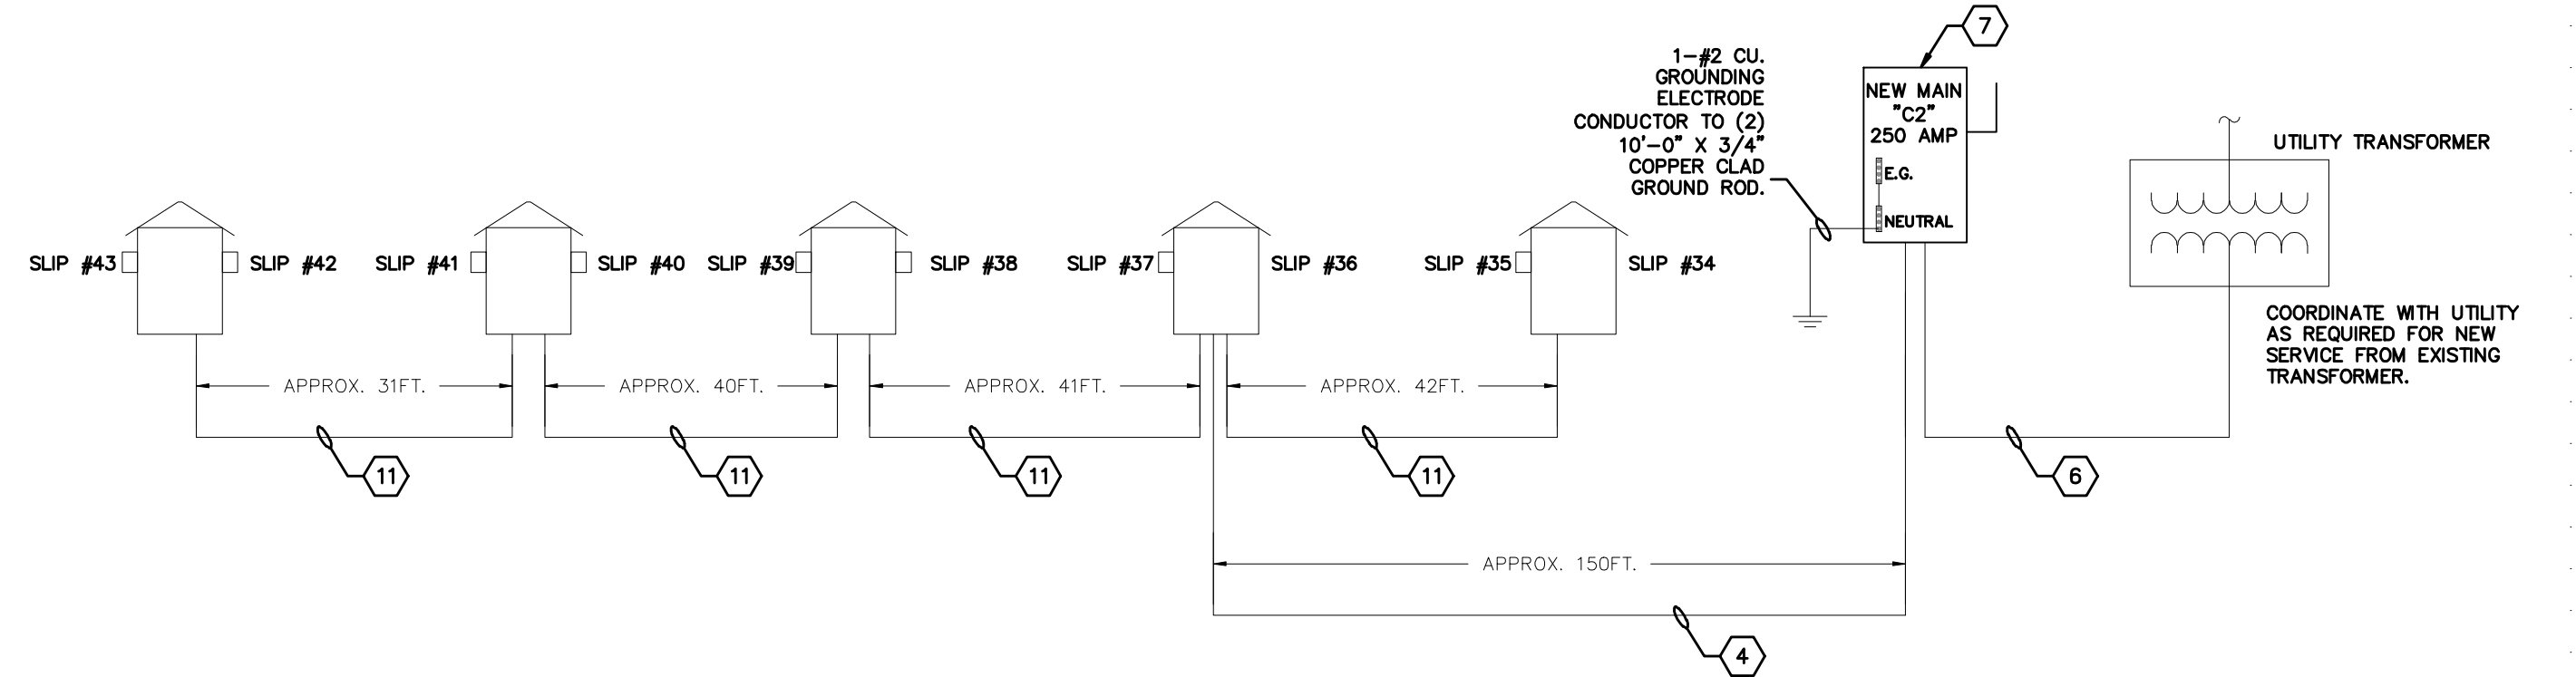 7
1-#2 CU.
GROUNDING
ELECTRODE
CONDUCTOR TO (2)
10'-0" X 3/4"
COPPER CLAD
GROUND ROD.
NEW MAIN
"C2"
250 AMP
E.G.
NEUTRAL
UTILITY TRANSFORMER
SLIP #43
SLIP #42
SLIP #41
SLIP #40
SLIP #39
SLIP #38
SLIP #37
SLIP #36
SLIP #35
SLIP #34
COORDINATE WITH UTILITY
AS REQUIRED FOR NEW
SERVICE FROM EXISTING
TRANSFORMER.
APPROX. 31FT.
APPROX. 40FT.
APPROX. 41FT.
APPROX. 42FT.
11
11
11
11
6
APPROX. 150FT.
4